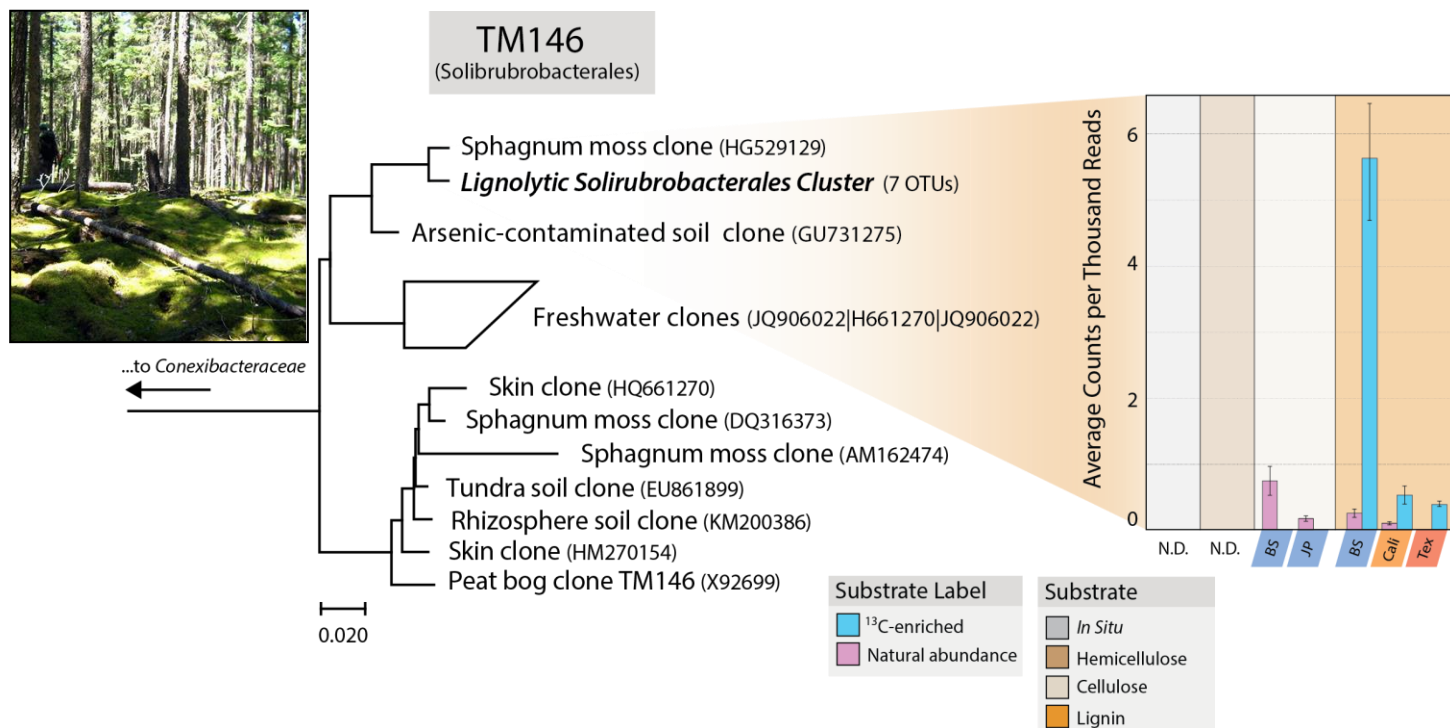 TM146
(Solibrubrobacterales)
Sphagnum moss clone (HG529129)
Lignolytic Solirubrobacterales Cluster (7 OTUs)
Arsenic-contaminated soil clone (GU731275)
Freshwater clones (JQ906022|H661270|JQ906022)
...to Conexibacteraceae
Skin clone (HQ661270)
Sphagnum moss clone (DQ316373)
Sphagnum moss clone (AM162474)
Tundra soil clone (EU861899)
Rhizosphere soil clone (KM200386)
Skin clone (HM270154)
Peat bog clone TM146 (X92699)
0.020
Average Counts per Thousand Reads
6
4
2
0
N.D.
N.D.
BS
JP
BS
Cali
Tex
Substrate Label
¹³C-enriched
Natural abundance
Substrate
In Situ
Hemicellulose
Cellulose
Lignin